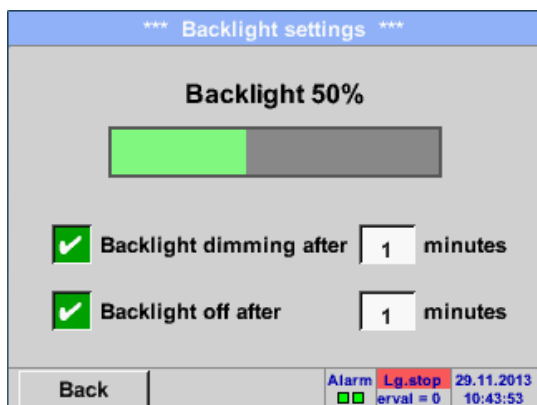 *** Backlight settings ***
Backlight 50%
Backlight dimming after 1 minutes
Backlight off after 1 minutes
Back
Alarm
Lg.stop
erval = 0
29.11.2013
10:43:53